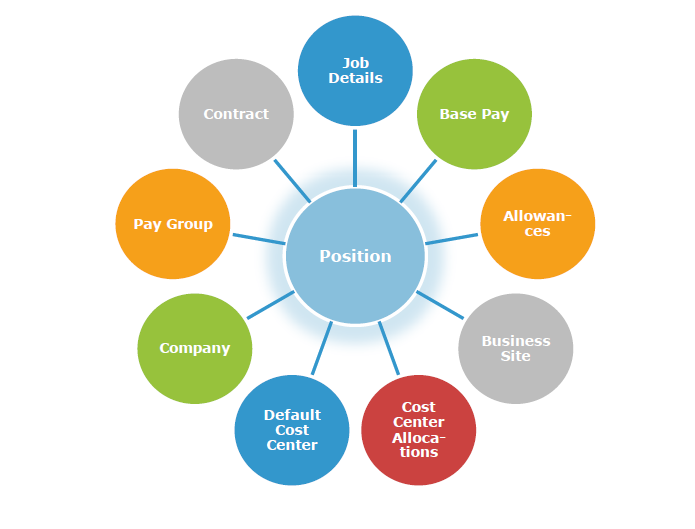 Job
Details
Base Pay
Allowan-
ces
Business
Site
Cost
Center
Alloca-
tions
Default
Cost
Center
Company
Pay Group
Contract
Position